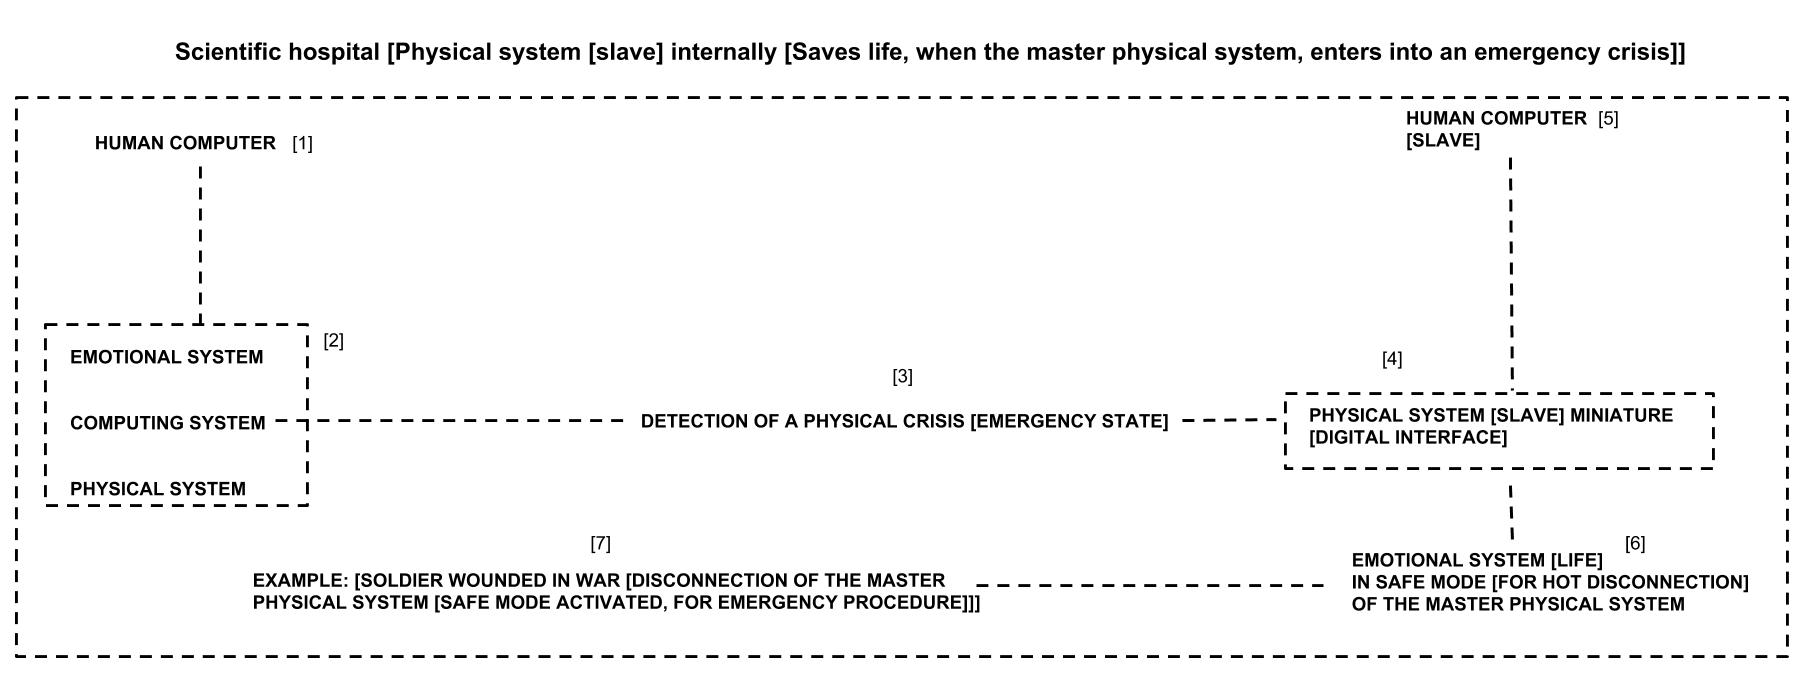 Scientific hospital [Physical system [slave] internally [Saves life, when the master physical system, enters into an emergency crisis]]
HUMAN COMPUTER [1]
HUMAN COMPUTER [5]
[SLAVE]
[2]
EMOTIONAL SYSTEM
COMPUTING SYSTEM
PHYSICAL SYSTEM
[3]
DETECTION OF A PHYSICAL CRISIS [EMERGENCY STATE]
[4]
PHYSICAL SYSTEM [SLAVE] MINIATURE
[DIGITAL INTERFACE]
[7]
EXAMPLE: [SOLDIER WOUNDED IN WAR [DISCONNECTION OF THE MASTER
PHYSICAL SYSTEM [SAFE MODE ACTIVATED, FOR EMERGENCY PROCEDURE]]]
[6]
EMOTIONAL SYSTEM [LIFE]
IN SAFE MODE [FOR HOT DISCONNECTION]
OF THE MASTER PHYSICAL SYSTEM